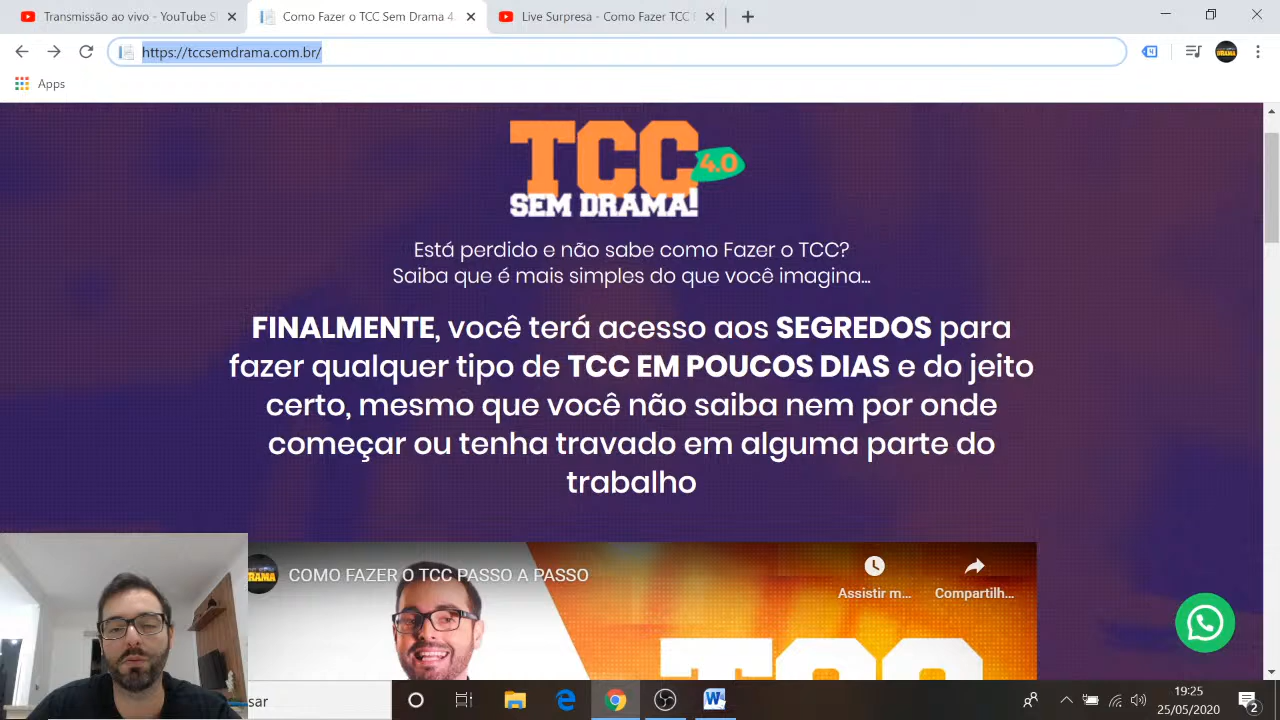 Transmissão ao vivo - YouTube S
Como Fazer o TCC Sem Drama 4.
Live Surpresa - Como Fazer TCC
https://tccsemdrama.com.br/
Apps
TCC
4.0
SEM DRAMA!
Está perdido e não sabe como Fazer o TCC?
Saiba que é mais simples do que você imagina...
FINALMENTE, você terá acesso aos SEGREDOS para
fazer qualquer tipo de TCC EM POUCOS DIAS e do jeito
certo, mesmo que você não saiba nem por onde
começar ou tenha travado em alguma parte do
trabalho
DRAMA
COMO FAZER O TCC PASSO A PASSO
Assistir m...
Compartilh...
TCC
sar
19:25
25/05/2020
2